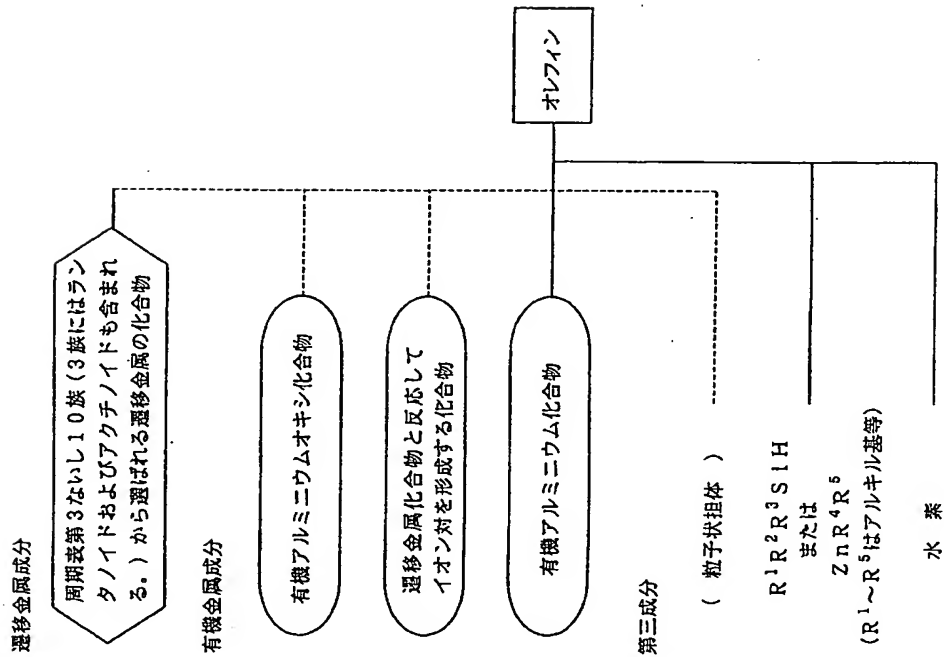 遷移金属成分
周期表第3ないし10族(3族にはラン
タノイドおよびアクチノイドも含まれ
る。)から選ばれる遷移金属の化合物
有機金属成分
有機アルミニウムオキシ化合物
遷移金属化合物と反応して
イオン対を形成する化合物
有機アルミニウム化合物
オレフィン
第三成分
( 粒子状担体 )
R¹R²R³SiH
または
ZnR⁴R⁵
(R¹~R⁵はアルキル基等)
水 素